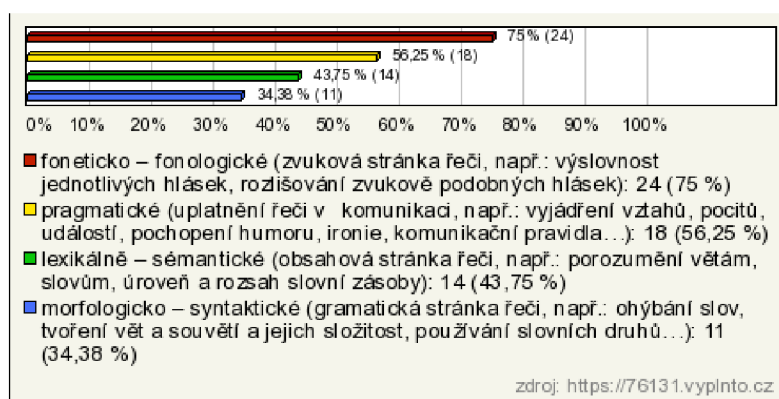 75% (24)
56,25 % (18)
43,75 % (14)
34,38 % (11)
0% 10% 20% 30% 40% 50% 60% 70% 80% 90% 100%
foneticko – fonologické (zvuková stránka řeči, např.: výslovnost
jednotlivých hlásek, rozlišování zvukově podobných hlásek): 24 (75 %)
pragmatické (uplatnění řeči v komunikaci, např.: vyjádření vztahů, pocitů,
událostí, pochopení humoru, ironie, komunikační pravidla…): 18 (56,25 %)
lexikálně – sémantické (obsahová stránka řeči, např.: porozumění větám,
slovům, úroveň a rozsah slovní zásoby): 14 (43,75 %)
morfologicko – syntaktické (gramatická stránka řeči, např.: ohýbání slov,
tvoření vět a souvětí a jejich složitost, používání slovních druhů…): 11
(34,38 %)
zdroj: https://76131.vyplnto.cz